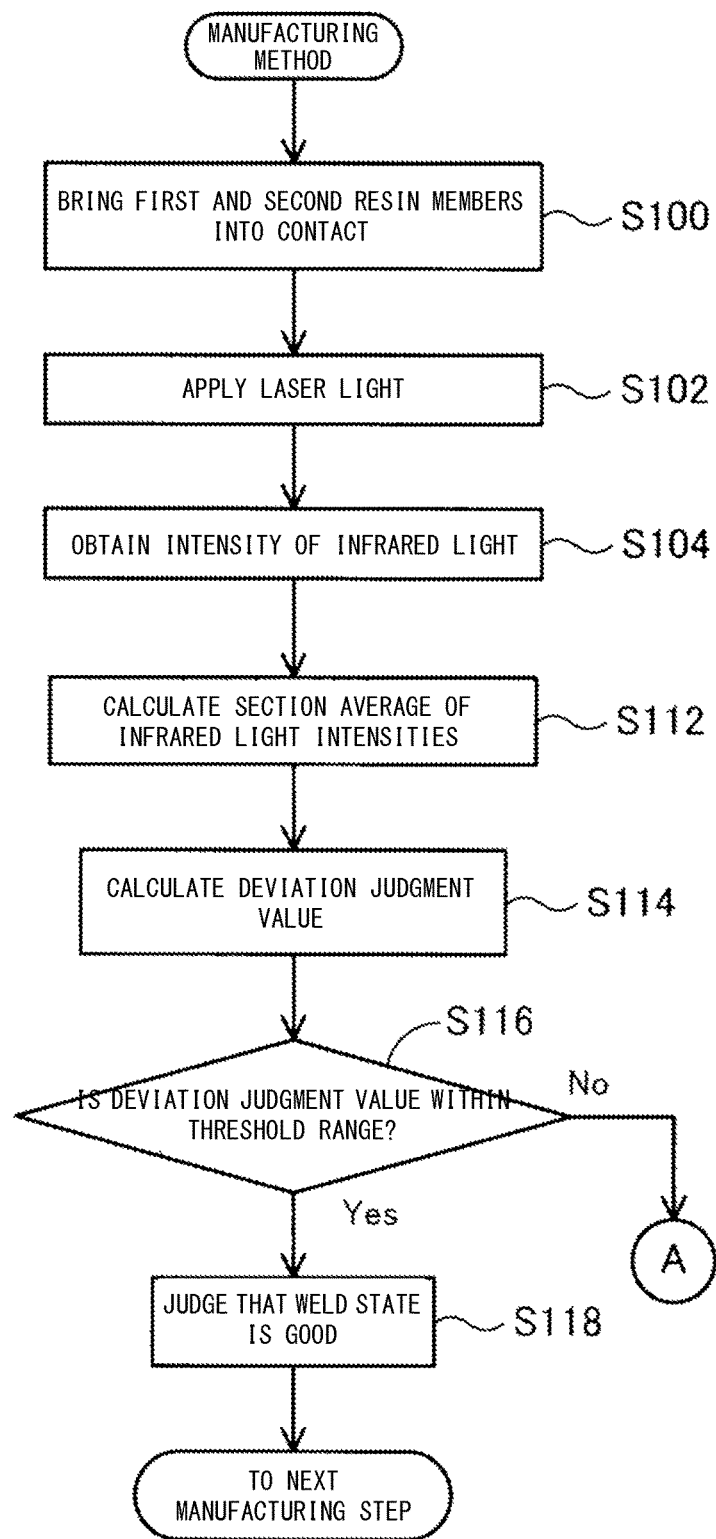 MANUFACTURING
METHOD
BRING FIRST AND SECOND RESIN MEMBERS
INTO CONTACT
S100
APPLY LASER LIGHT
S102
OBTAIN INTENSITY OF INFRARED LIGHT
S104
CALCULATE SECTION AVERAGE OF
INFRARED LIGHT INTENSITIES
S112
CALCULATE DEVIATION JUDGMENT
VALUE
S114
S116
IS DEVIATION JUDGMENT VALUE WITHIN
THRESHOLD RANGE?
No
Yes
A
JUDGE THAT WELD STATE
IS GOOD
S118
TO NEXT
MANUFACTURING STEP